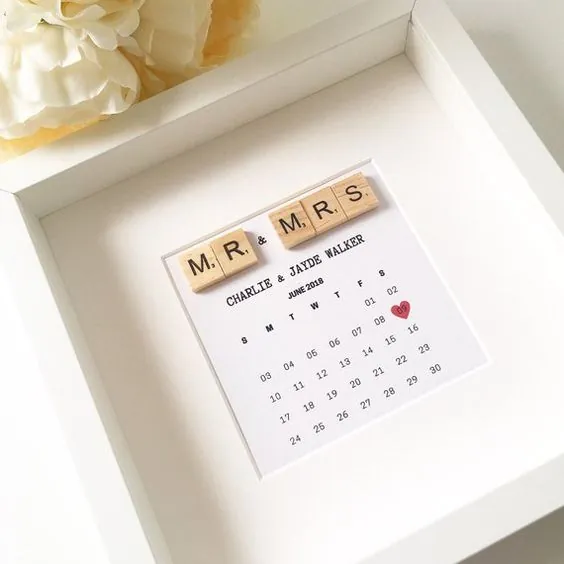 MR. & MRS.
CHARLIE & JAYDE WALKER
JUNE 2018
S M T W T F S
01 02
03 04 05 06 07 08 09
10 11 12 13 14 15 16
17 18 19 20 21 22 23
24 25 26 27 28 29 30